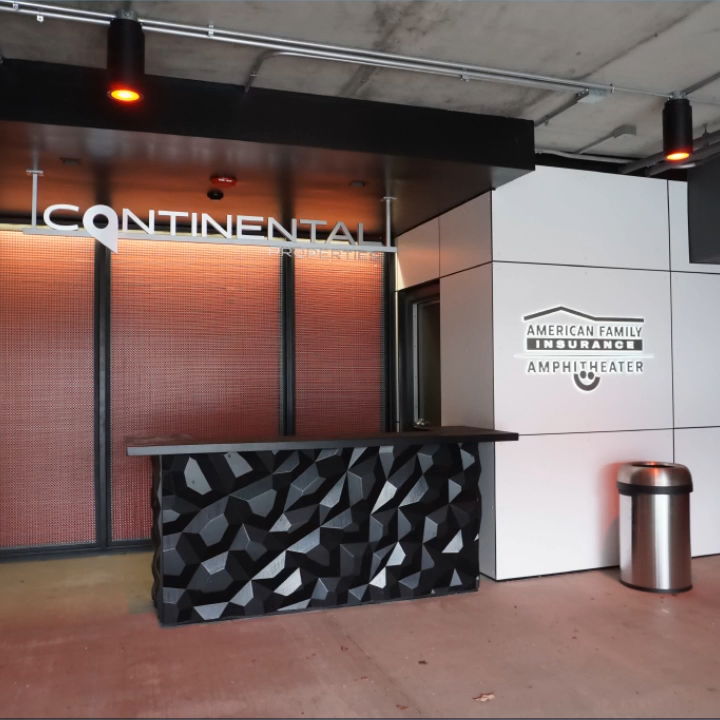 CONTINENTAL
PROPERTIES
AMERICAN FAMILY
INSURANCE
AMPHITHEATER